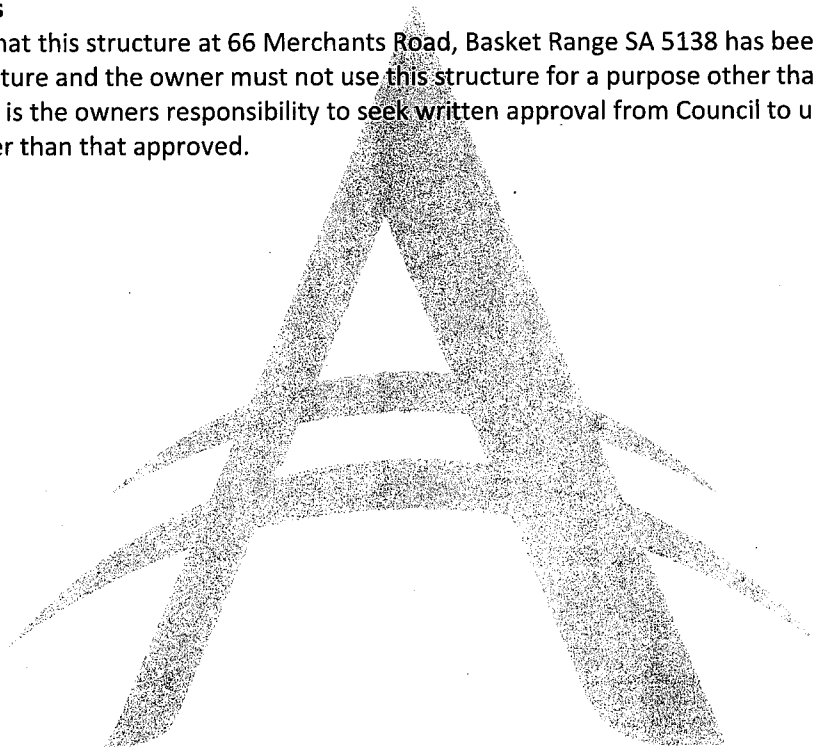 hat this structure at 66 Merchants Road, Basket Range SA 5138 has bee
ture and the owner must not use this structure for a purpose other tha
is the owners responsibility to seek written approval from Council to u
er than that approved.